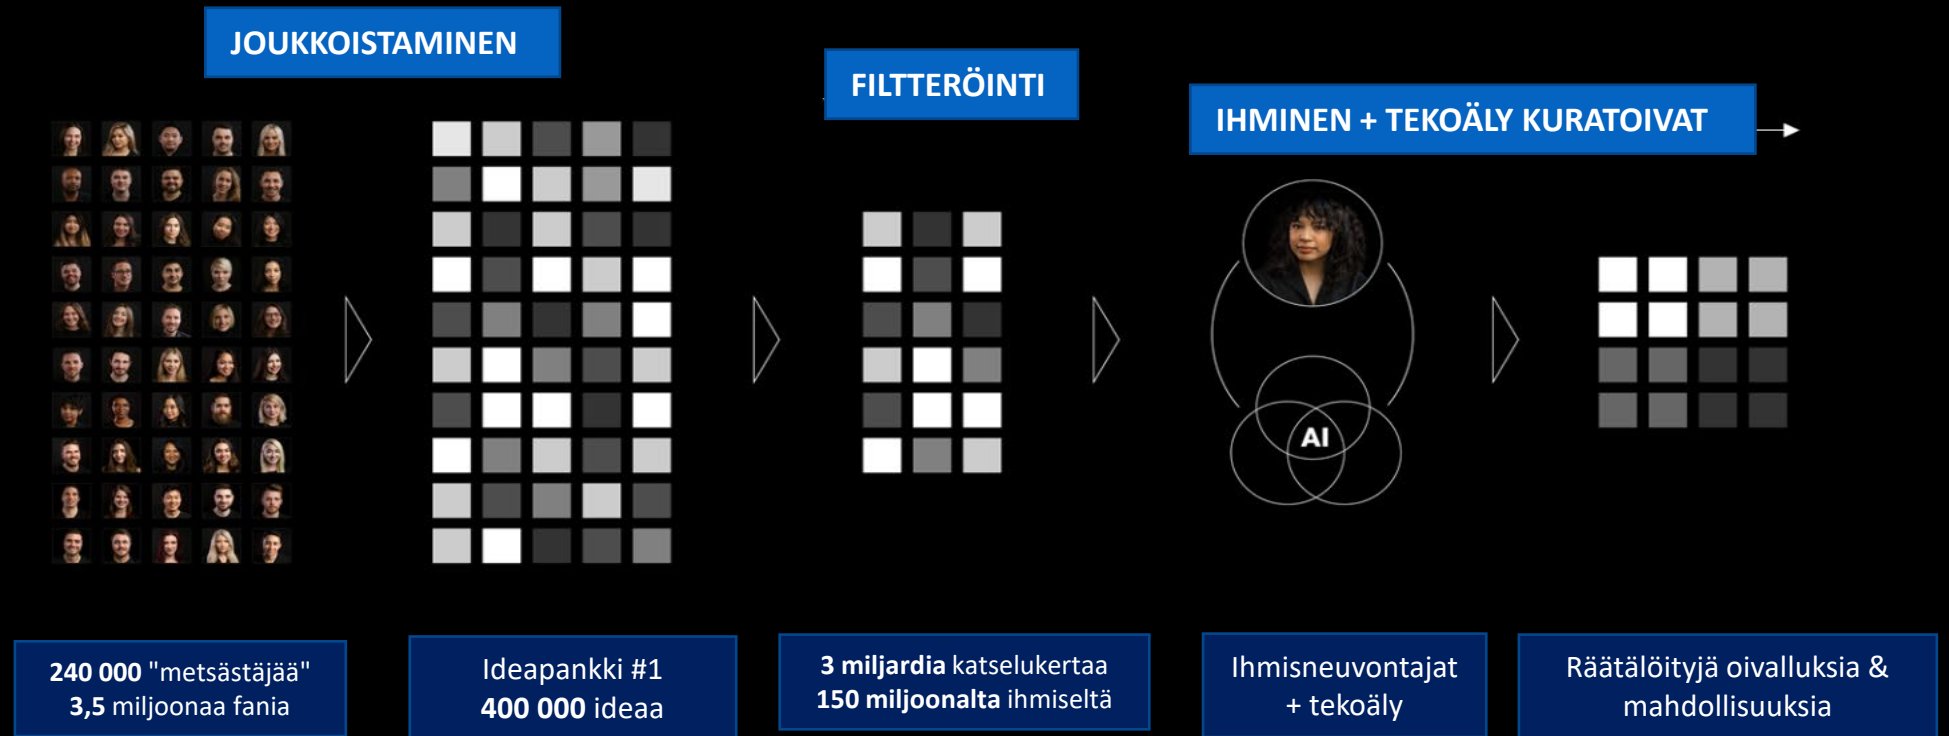 JOUKKOISTAMINEN
FILTTERÖINTI
IHMINEN + TEKOÄLY KURATOIVAT
AI
240 000 "metsästäjää"
3,5 miljoonaa fania
Ideapankki #1
400 000 ideaa
3 miljardia katselukertaa
150 miljoonalta ihmiseltä
Ihmisneuvontajat
+ tekoäly
Räätälöityjä oivalluksia &
mahdollisuuksia